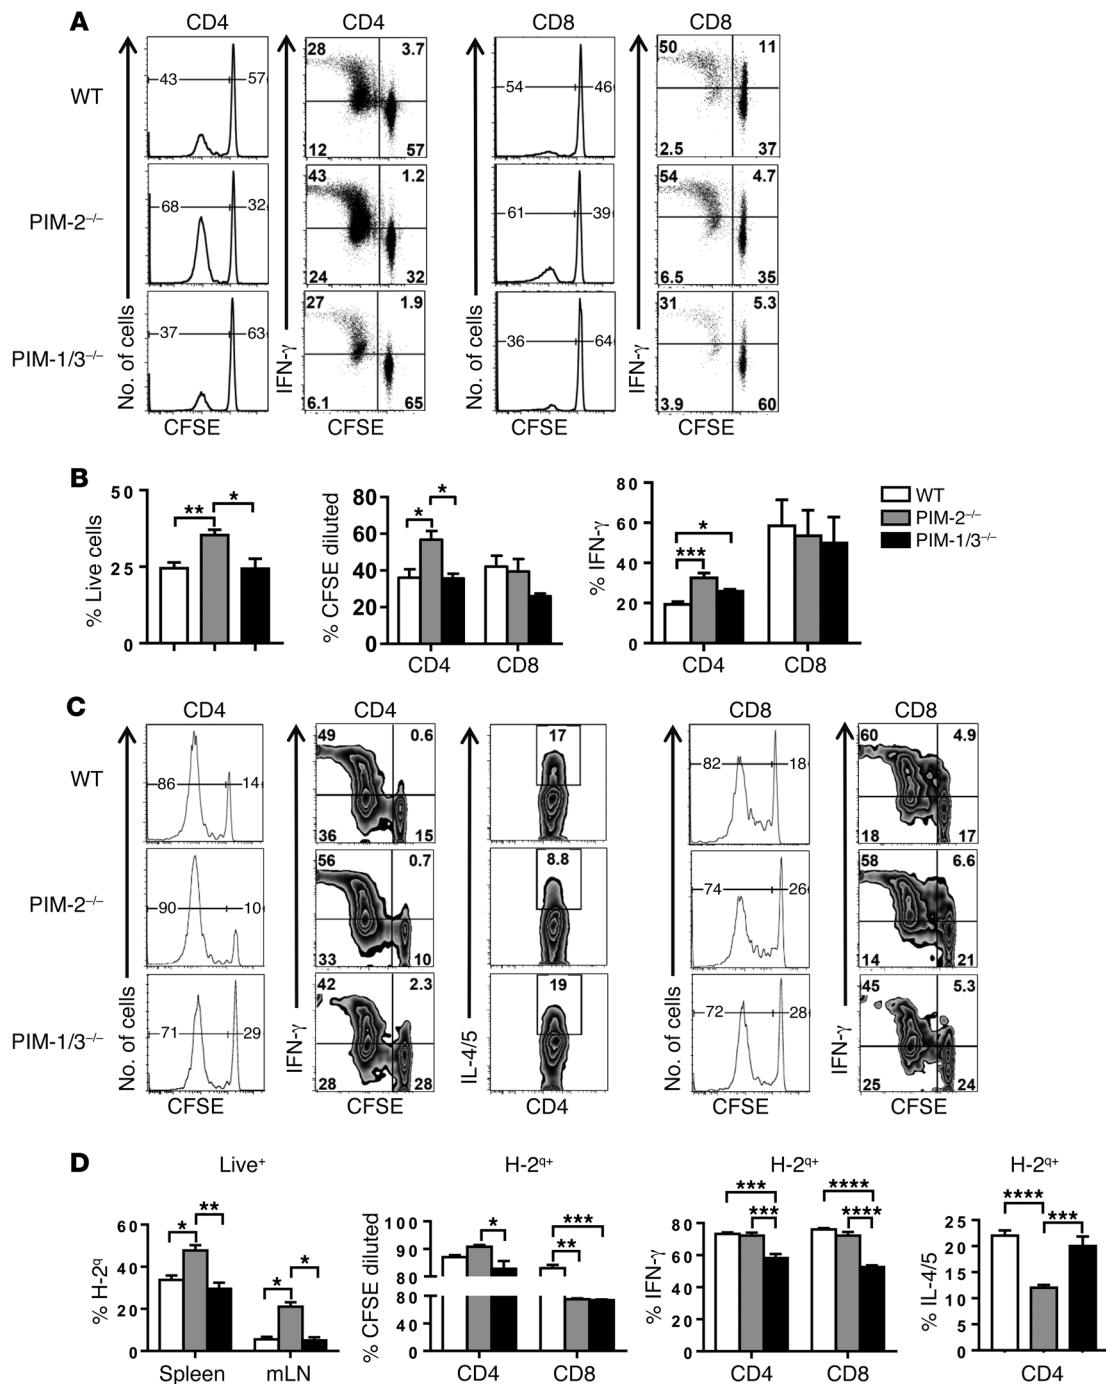 A
CD4
CD4
CD8
CD8
WT
43
57
28
3.7
12
57
54
46
50
11
2.5
37
PIM-2−/−
68
32
43
1.2
24
32
61
39
54
4.7
6.5
35
PIM-1/3−/−
37
63
27
1.9
6.1
65
36
64
31
5.3
3.9
60
No. of cells
IFN-γ
No. of cells
IFN-γ
CFSE
CFSE
CFSE
CFSE
B
50
25
0
% Live cells
**
*
80
60
40
20
0
% CFSE diluted
*
*
CD4
CD8
80
60
40
20
0
% IFN-γ
***
*
CD4
CD8
WT
PIM-2−/−
PIM-1/3−/−
C
CD4
CD4
CD8
CD8
WT
86
14
49
0.6
36
15
17
82
18
60
4.9
18
17
PIM-2−/−
90
10
56
0.7
33
10
8.8
74
26
58
6.6
14
21
PIM-1/3−/−
71
29
42
2.3
28
28
19
72
28
45
5.3
25
24
No. of cells
IFN-γ
IL-4/5
No. of cells
IFN-γ
CFSE
CFSE
CD4
CFSE
CFSE
D
Live+
60
40
20
0
% H-2q
*
**
*
*
Spleen
mLN
H-2q+
100
90
80
80
40
0
% CFSE diluted
*
***
**
CD4
CD8
H-2q+
80
60
40
20
0
% IFN-γ
***
***
****
****
CD4
CD8
H-2q+
25
20
15
10
5
0
% IL-4/5
****
***
CD4